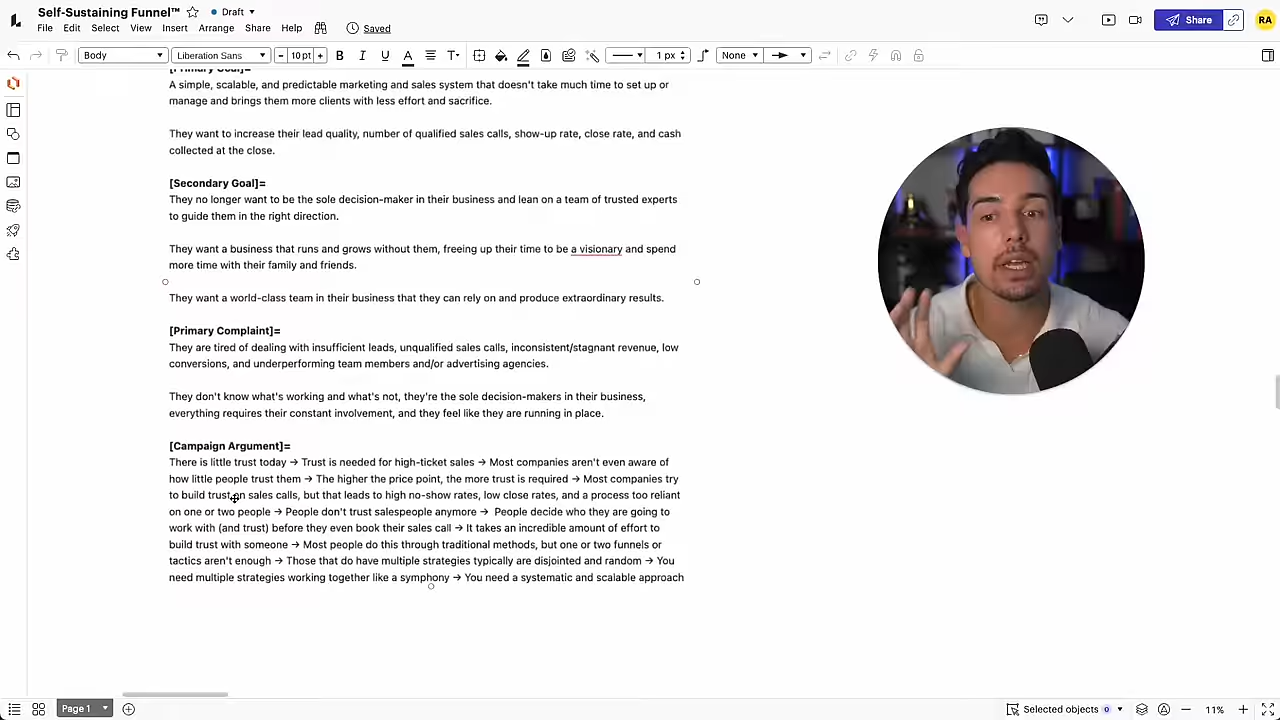 Self-Sustaining Funnel™
Draft
File Edit Select View Insert Arrange Share Help Saved
Share RA
Body Liberation Sans 10 pt B I A T 1 px None
[Primary Goal]=
A simple, scalable, and predictable marketing and sales system that doesn't take much time to set up or
manage and brings them more clients with less effort and sacrifice.
They want to increase their lead quality, number of qualified sales calls, show-up rate, close rate, and cash
collected at the close.
[Secondary Goal]=
They no longer want to be the sole decision-maker in their business and lean on a team of trusted experts
to guide them in the right direction.
They want a business that runs and grows without them, freeing up their time to be a visionary and spend
more time with their family and friends.
They want a world-class team in their business that they can rely on and produce extraordinary results.
[Primary Complaint]=
They are tired of dealing with insufficient leads, unqualified sales calls, inconsistent/stagnant revenue, low
conversions, and underperforming team members and/or advertising agencies.
They don't know what's working and what's not, they're the sole decision-makers in their business,
everything requires their constant involvement, and they feel like they are running in place.
[Campaign Argument]=
There is little trust today → Trust is needed for high-ticket sales → Most companies aren't even aware of
how little people trust them → The higher the price point, the more trust is required → Most companies try
to build trust on sales calls, but that leads to high no-show rates, low close rates, and a process too reliant
on one or two people → People don't trust salespeople anymore → People decide who they are going to
work with (and trust) before they even book their sales call → It takes an incredible amount of effort to
build trust with someone → Most people do this through traditional methods, but one or two funnels or
tactics aren't enough → Those that do have multiple strategies typically are disjointed and random → You
need multiple strategies working together like a symphony → You need a systematic and scalable approach
Page 1
Selected objects 0 11%